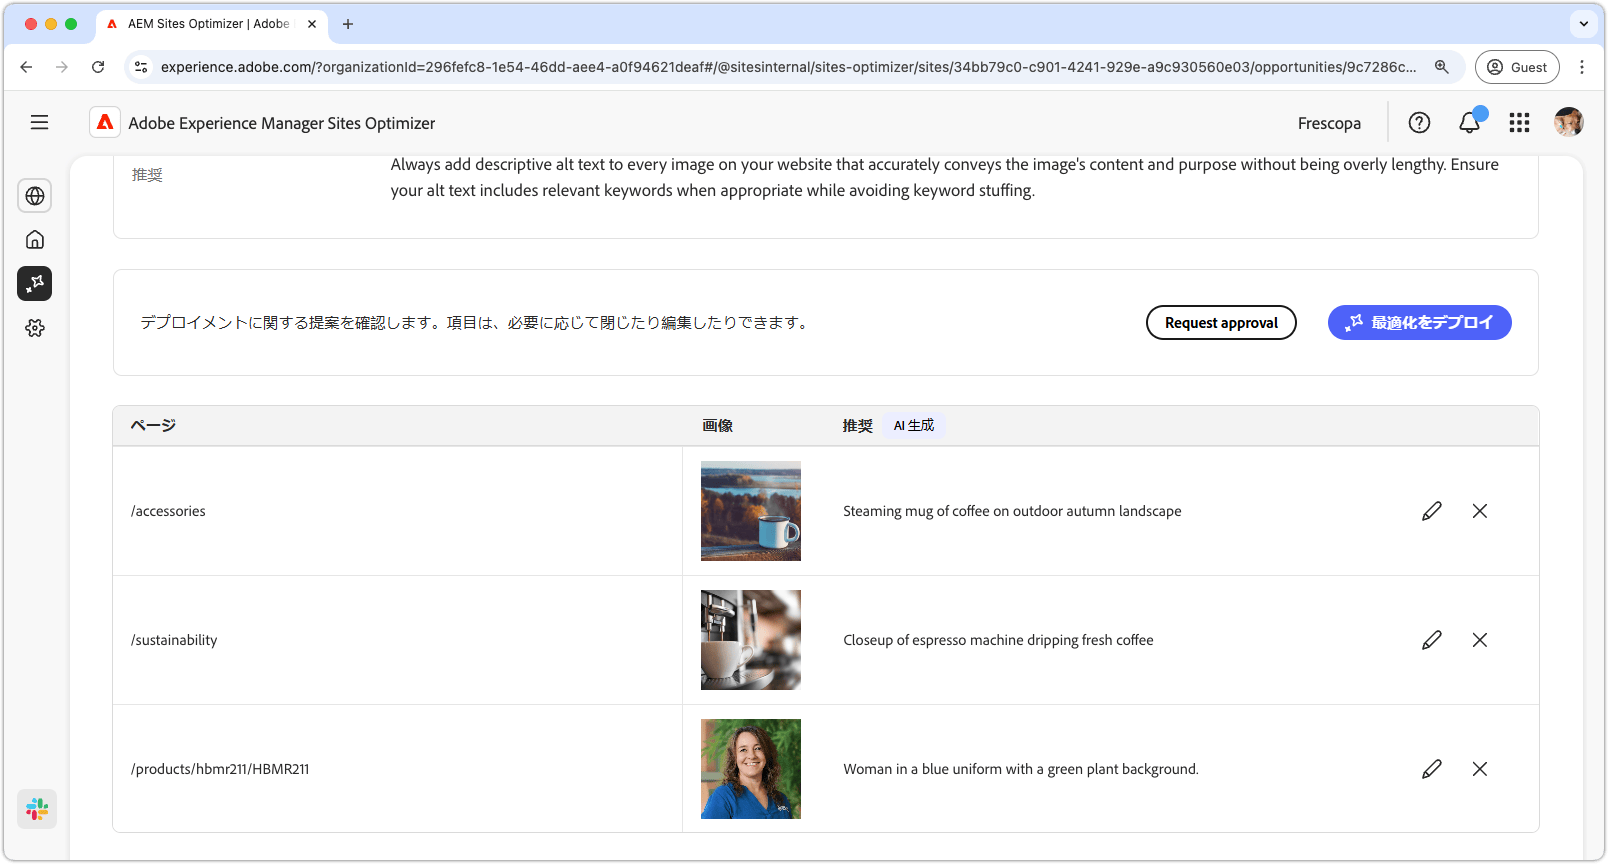 AEM Sites Optimizer | Adobe
experience.adobe.com/?organizationId=296fefc8-1e54-46dd-aee4-a0f94621deaf#/@sitesinternal/sites-optimizer/sites/34bb79c0-c901-4241-929e-a9c930560e03/opportunities/9c7286c...
Guest
Adobe Experience Manager Sites Optimizer
Frescopa
推奨
Always add descriptive alt text to every image on your website that accurately conveys the image's content and purpose without being overly lengthy. Ensure
your alt text includes relevant keywords when appropriate while avoiding keyword stuffing.
デプロイメントに関する提案を確認します。項目は、必要に応じて閉じたり編集したりできます。
Request approval
最適化をデプロイ
ページ 画像 推奨 AI 生成
/accessories Steaming mug of coffee on outdoor autumn landscape
/sustainability Closeup of espresso machine dripping fresh coffee
/products/hbmr211/HBMR211 Woman in a blue uniform with a green plant background.